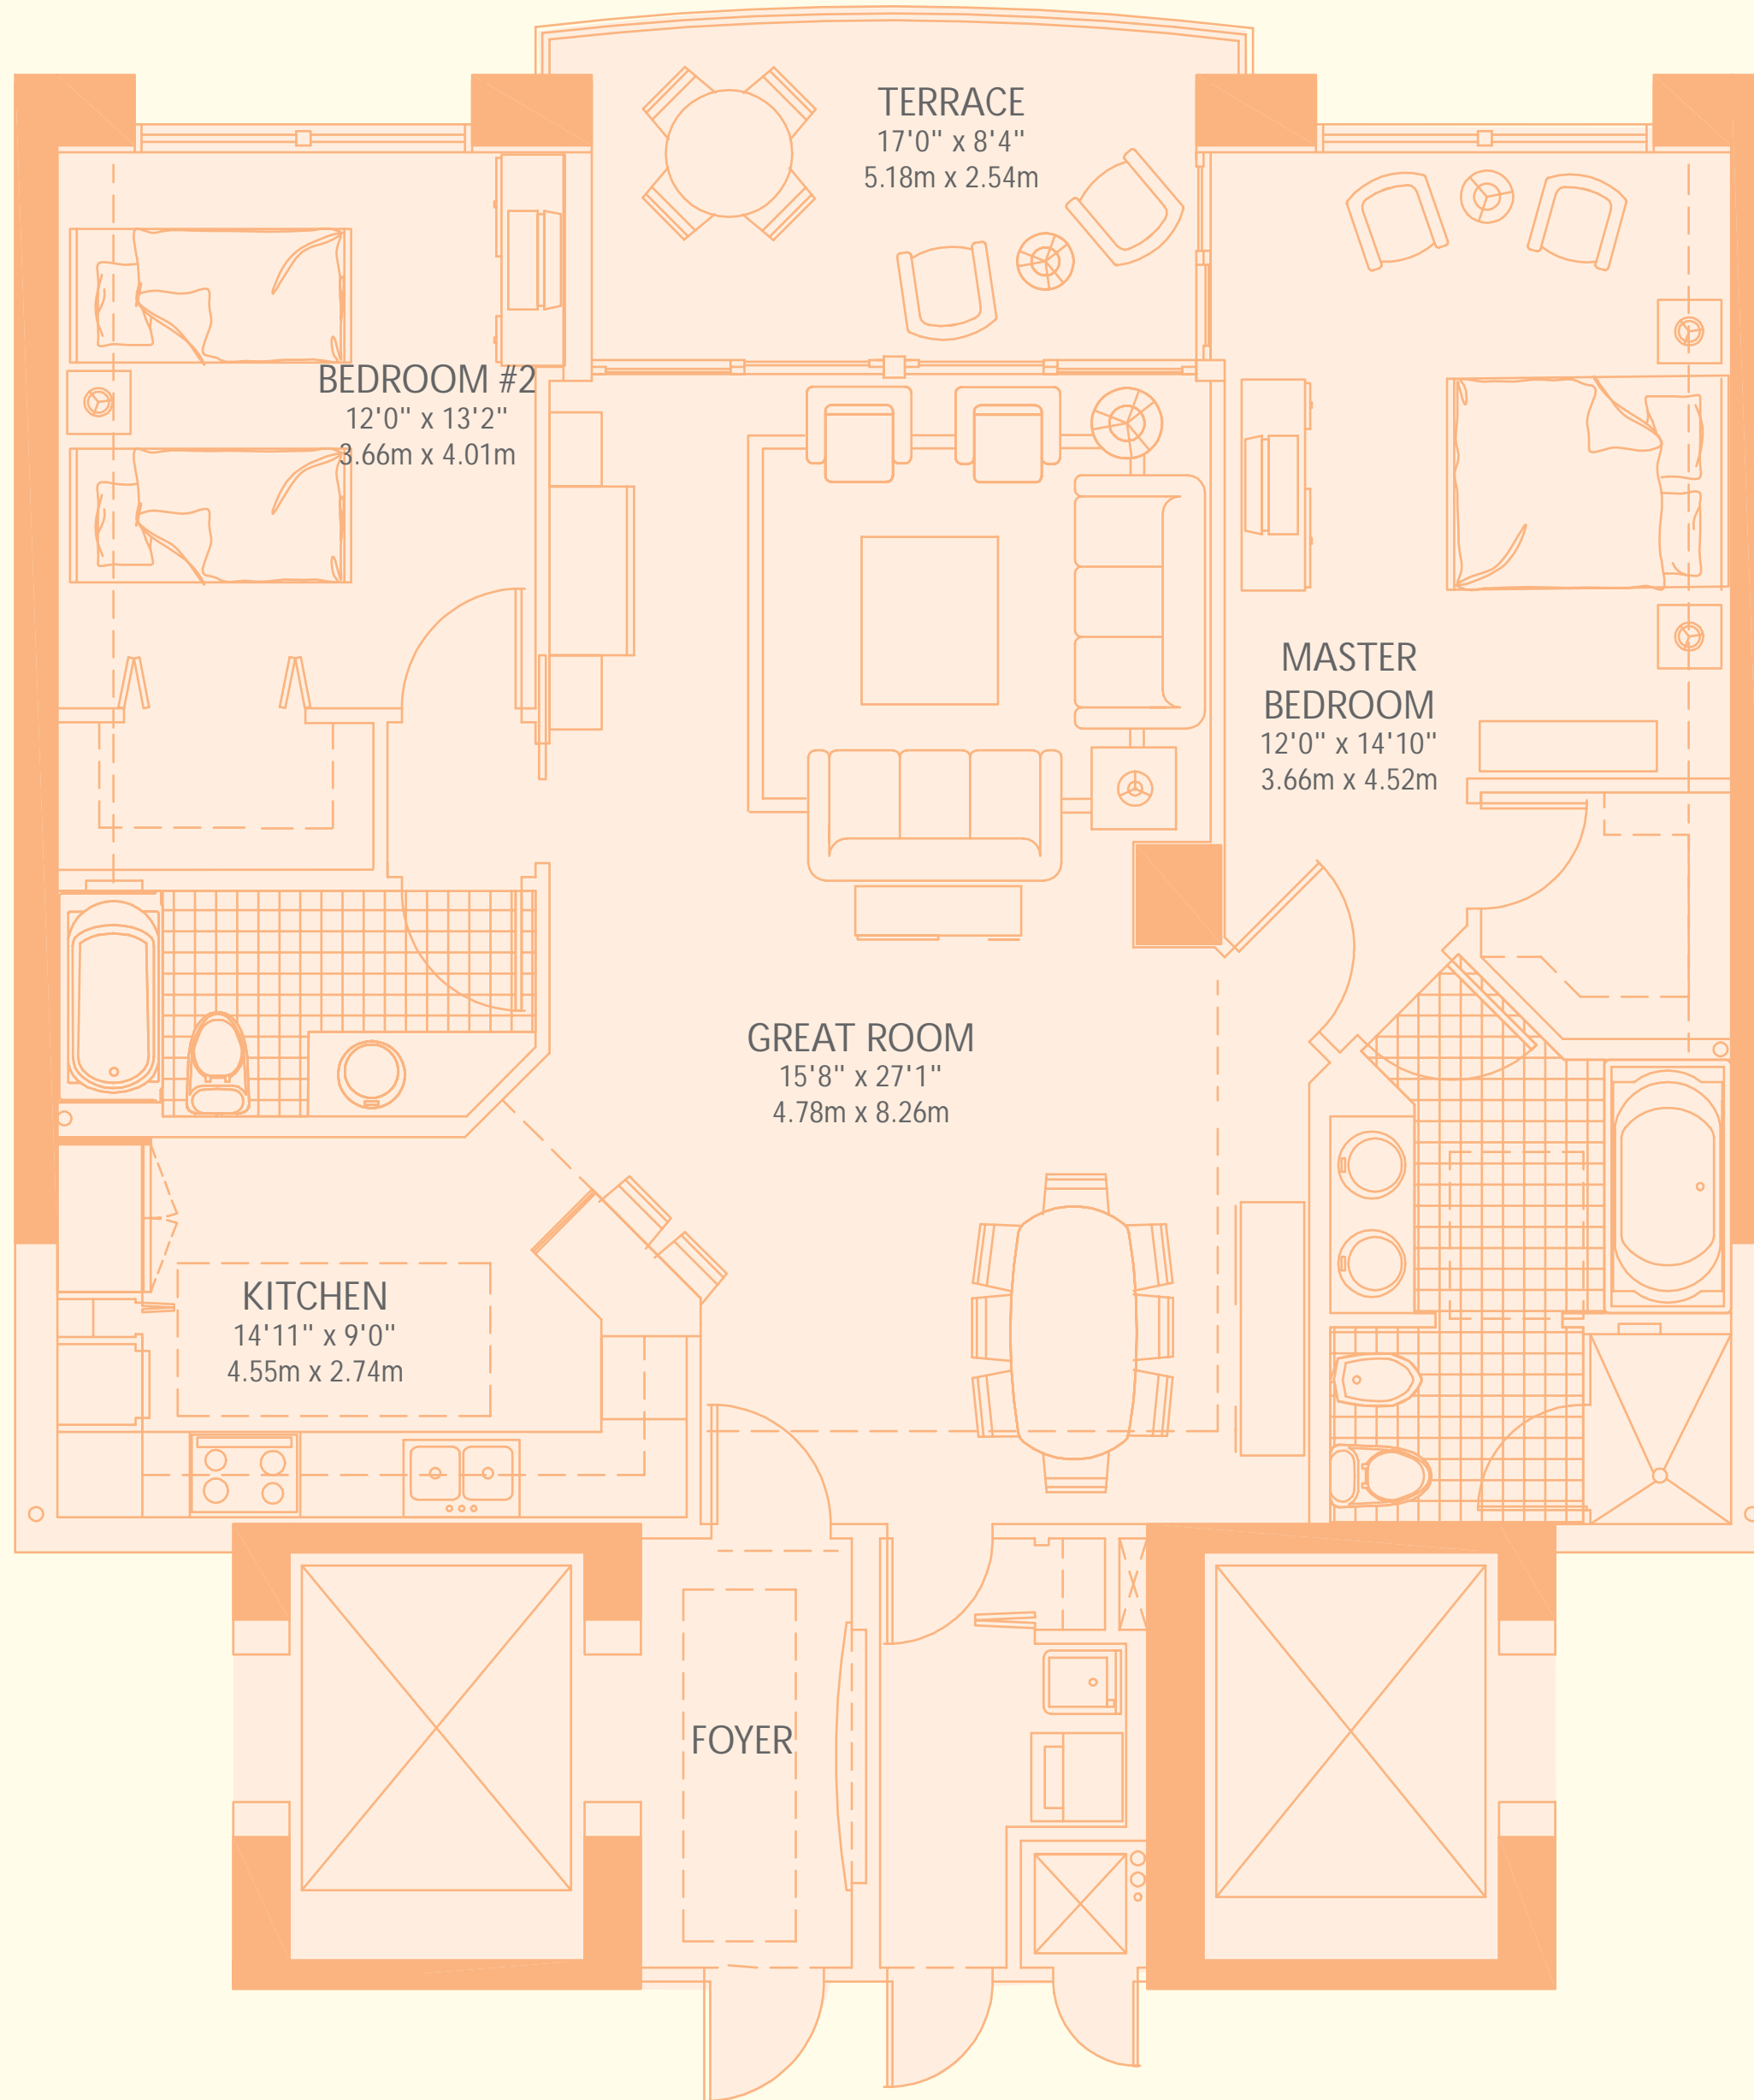 TERRACE
17'0" x 8'4"
5.18m x 2.54m
BEDROOM #2
12'0" x 13'2"
3.66m x 4.01m
MASTER
BEDROOM
12'0" x 14'10"
3.66m x 4.52m
GREAT ROOM
15'8" x 27'1"
4.78m x 8.26m
KITCHEN
14'11" x 9'0"
4.55m x 2.74m
FOYER